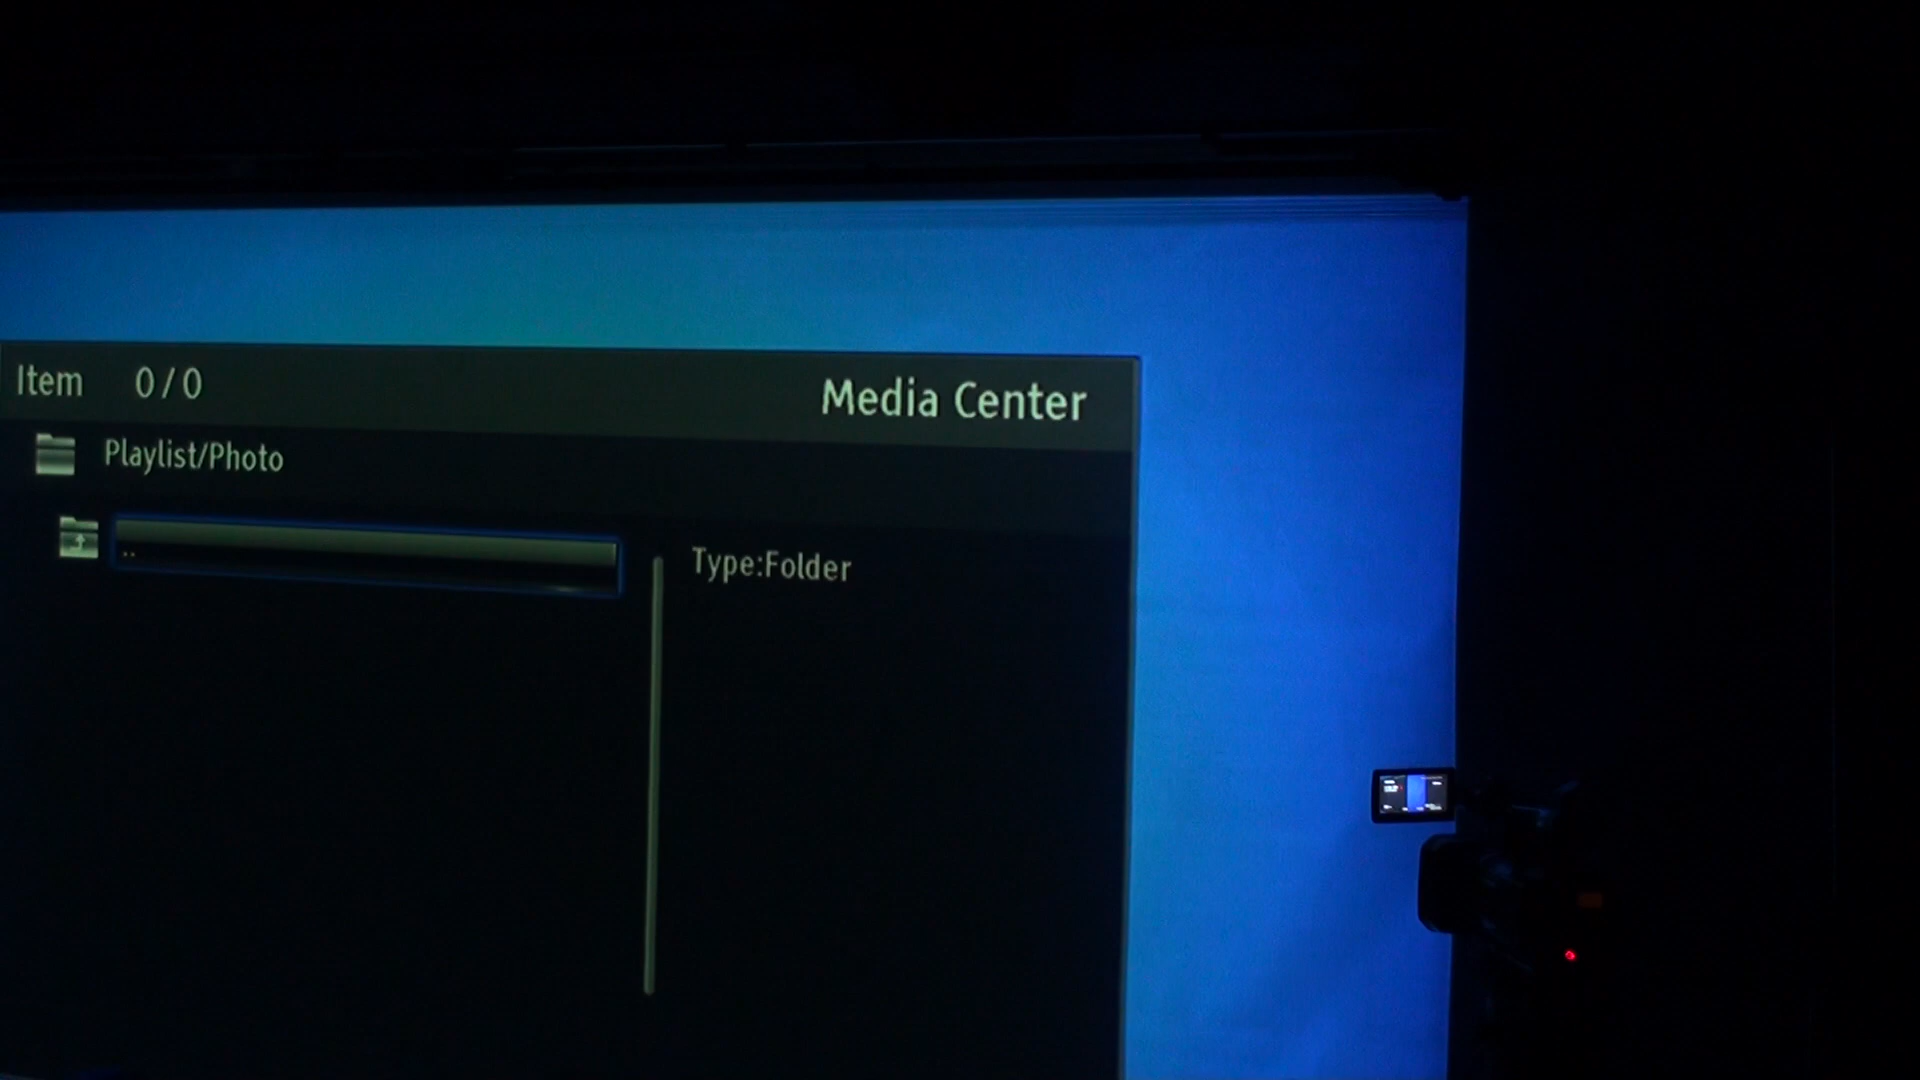 Item 0/0
Media Center
Playlist/Photo
..
Type:Folder